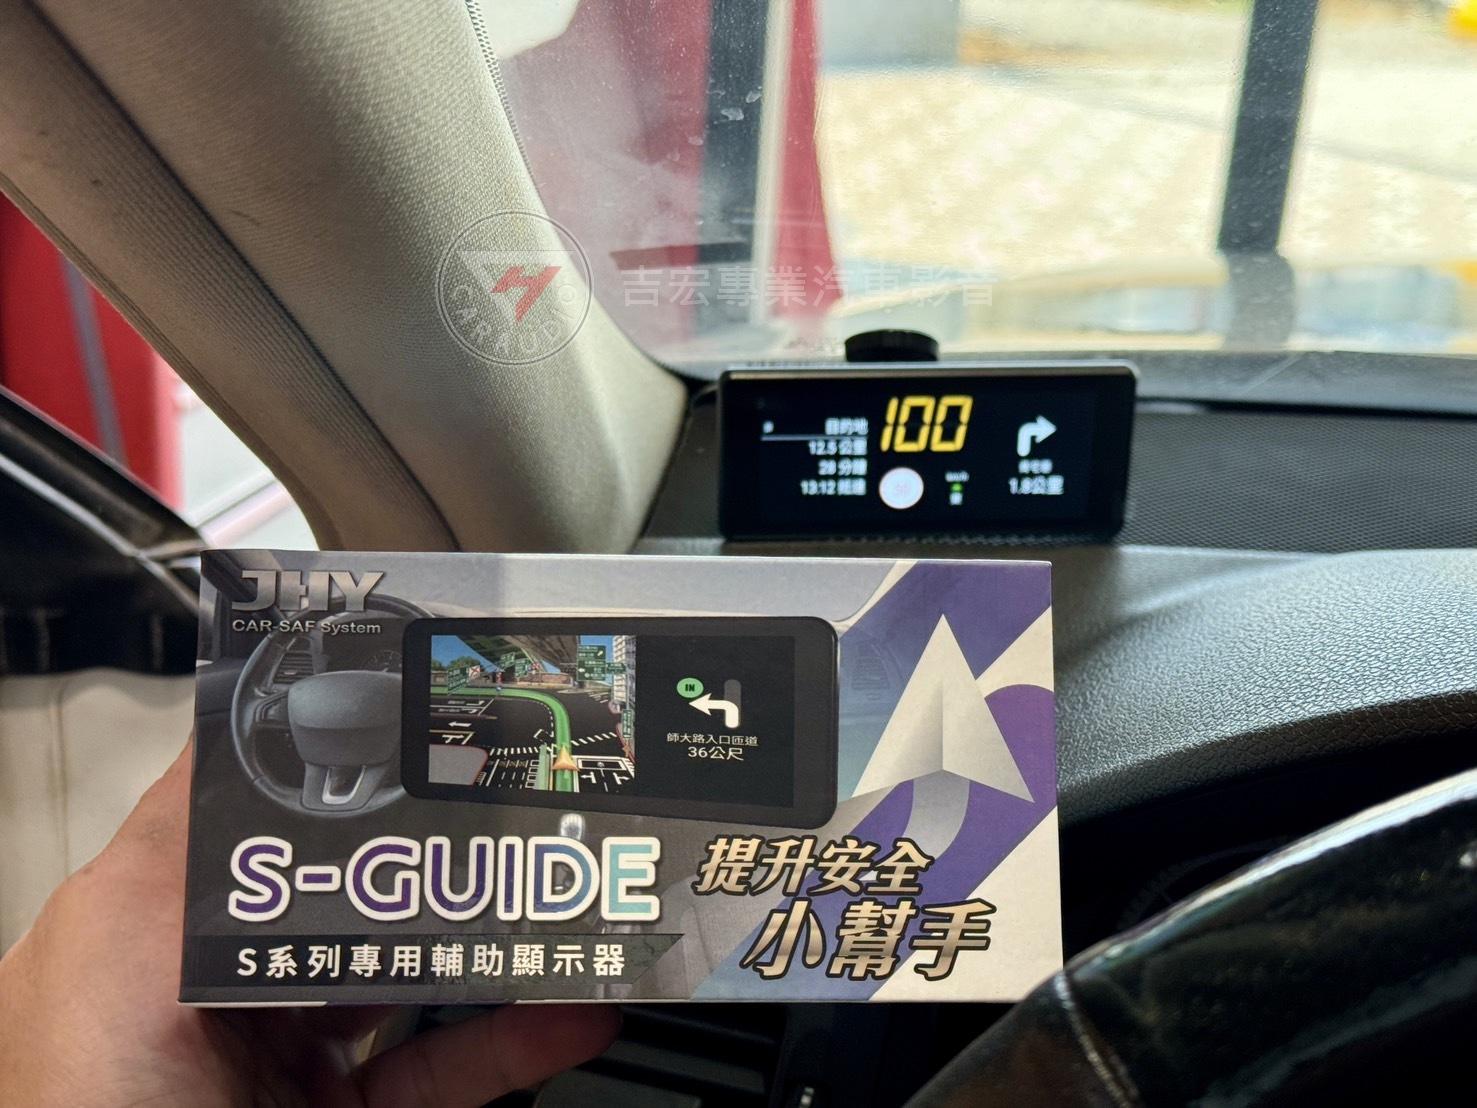 吉宏專業汽車影音
CAR AUDIO
100
目的地
12.5 公里
28 分鐘
13:12 抵達
km/h
1.8公里
JHY
CAR-SAF System
IN
師大路入口匝道
36公尺
S-GUIDE
S系列專用輔助顯示器
提升安全
小幫手